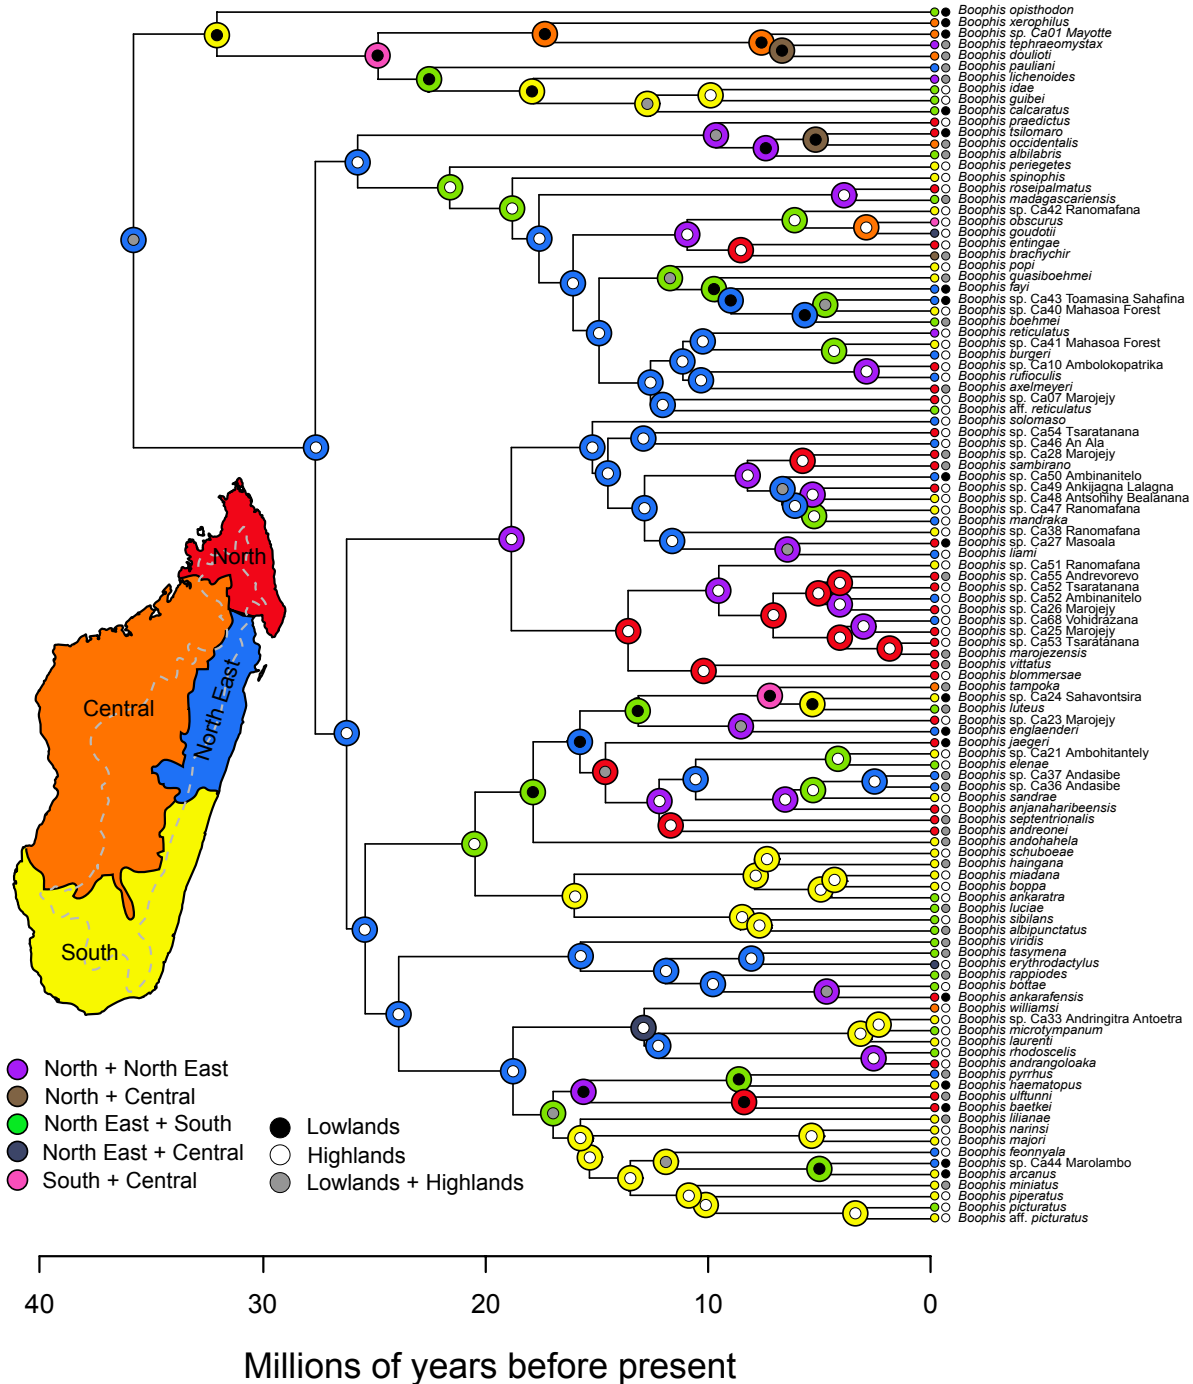 Boophis opisthodon
Boophis xerophilus
Boophis sp. Ca01 Mayotte
Boophis tephraeomystax
Boophis doulioti
Boophis pauliani
Boophis lichenoides
Boophis idae
Boophis guibei
Boophis calcaratus
Boophis praedictus
Boophis tsilomaro
Boophis occidentalis
Boophis albilabris
Boophis periegetes
Boophis spinophis
Boophis roseipalmatus
Boophis madagascariensis
Boophis sp. Ca42 Ranomafana
Boophis obscurus
Boophis goudotii
Boophis entingae
Boophis brachychir
Boophis popi
Boophis quasiboehmei
Boophis fayi
Boophis sp. Ca43 Toamasina Sahafina
Boophis sp. Ca40 Mahasoa Forest
Boophis boehmei
Boophis reticulatus
Boophis sp. Ca41 Mahasoa Forest
Boophis burgeri
Boophis sp. Ca10 Ambolokopatrika
Boophis rufioculis
Boophis axelmeyeri
Boophis sp. Ca07 Marojejy
Boophis aff. reticulatus
Boophis solomaso
Boophis sp. Ca54 Tsaratanana
Boophis sp. Ca46 An Ala
Boophis sp. Ca28 Marojejy
Boophis sambirano
Boophis sp. Ca50 Ambinanitelo
Boophis sp. Ca49 Ankijagna Lalagna
Boophis sp. Ca48 Antsohihy Bealanana
Boophis sp. Ca47 Ranomafana
Boophis mandraka
Boophis sp. Ca38 Ranomafana
Boophis sp. Ca27 Masoala
Boophis liami
Boophis sp. Ca51 Ranomafana
Boophis sp. Ca55 Andrevorevo
Boophis sp. Ca52 Tsaratanana
Boophis sp. Ca52 Ambinanitelo
Boophis sp. Ca26 Marojejy
Boophis sp. Ca68 Vohidrazana
Boophis sp. Ca25 Marojejy
Boophis sp. Ca53 Tsaratanana
Boophis marojezensis
Boophis vittatus
Boophis blommersae
Boophis tampoka
Boophis sp. Ca24 Sahavontsira
Boophis luteus
Boophis sp. Ca23 Marojejy
Boophis englaenderi
Boophis jaegeri
Boophis sp. Ca21 Ambohitantely
Boophis elenae
Boophis sp. Ca37 Andasibe
Boophis sp. Ca36 Andasibe
Boophis sandrae
Boophis anjanaharibeensis
Boophis septentrionalis
Boophis andreonei
Boophis andohahela
Boophis schuboeae
Boophis haingana
Boophis miadana
Boophis boppa
Boophis ankaratra
Boophis luciae
Boophis sibilans
Boophis albipunctatus
Boophis viridis
Boophis tasymena
Boophis erythrodactylus
Boophis rappiodes
Boophis bottae
Boophis ankarafensis
Boophis williamsi
Boophis sp. Ca33 Andringitra Antoetra
Boophis microtympanum
Boophis laurenti
Boophis rhodoscelis
Boophis andrangoloaka
Boophis pyrrhus
Boophis haematopus
Boophis ulftunni
Boophis baetkei
Boophis lilianae
Boophis narinsi
Boophis majori
Boophis feonnyala
Boophis sp. Ca44 Marolambo
Boophis arcanus
Boophis miniatus
Boophis piperatus
Boophis picturatus
Boophis aff. picturatus
North
Central
North East
South
North + North East
North + Central
North East + South
North East + Central
South + Central
Lowlands
Highlands
Lowlands + Highlands
40
30
20
10
0
Millions of years before present